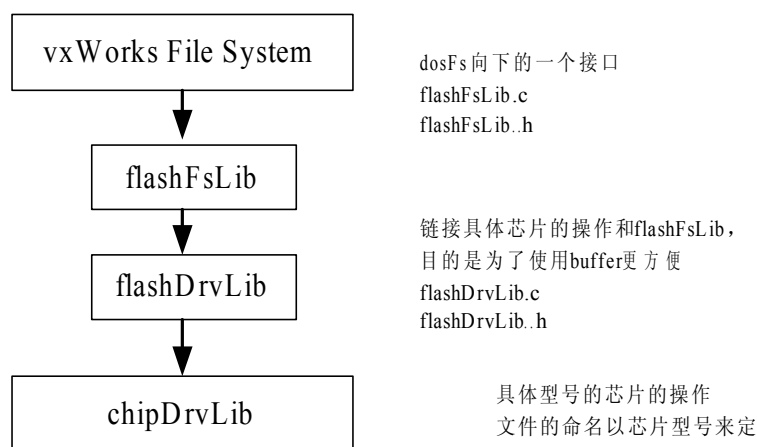 vxWorks File System
dosFs向下的一个接口
flashFsLib.c
flashFsLib..h
flashFsLib
链接具体芯片的操作和flashFsLib，
目的是为了使用buffer更方便
flashDrvLib.c
flashDrvLib..h
flashDrvLib
具体型号的芯片的操作
文件的命名以芯片型号来定
chipDrvLib